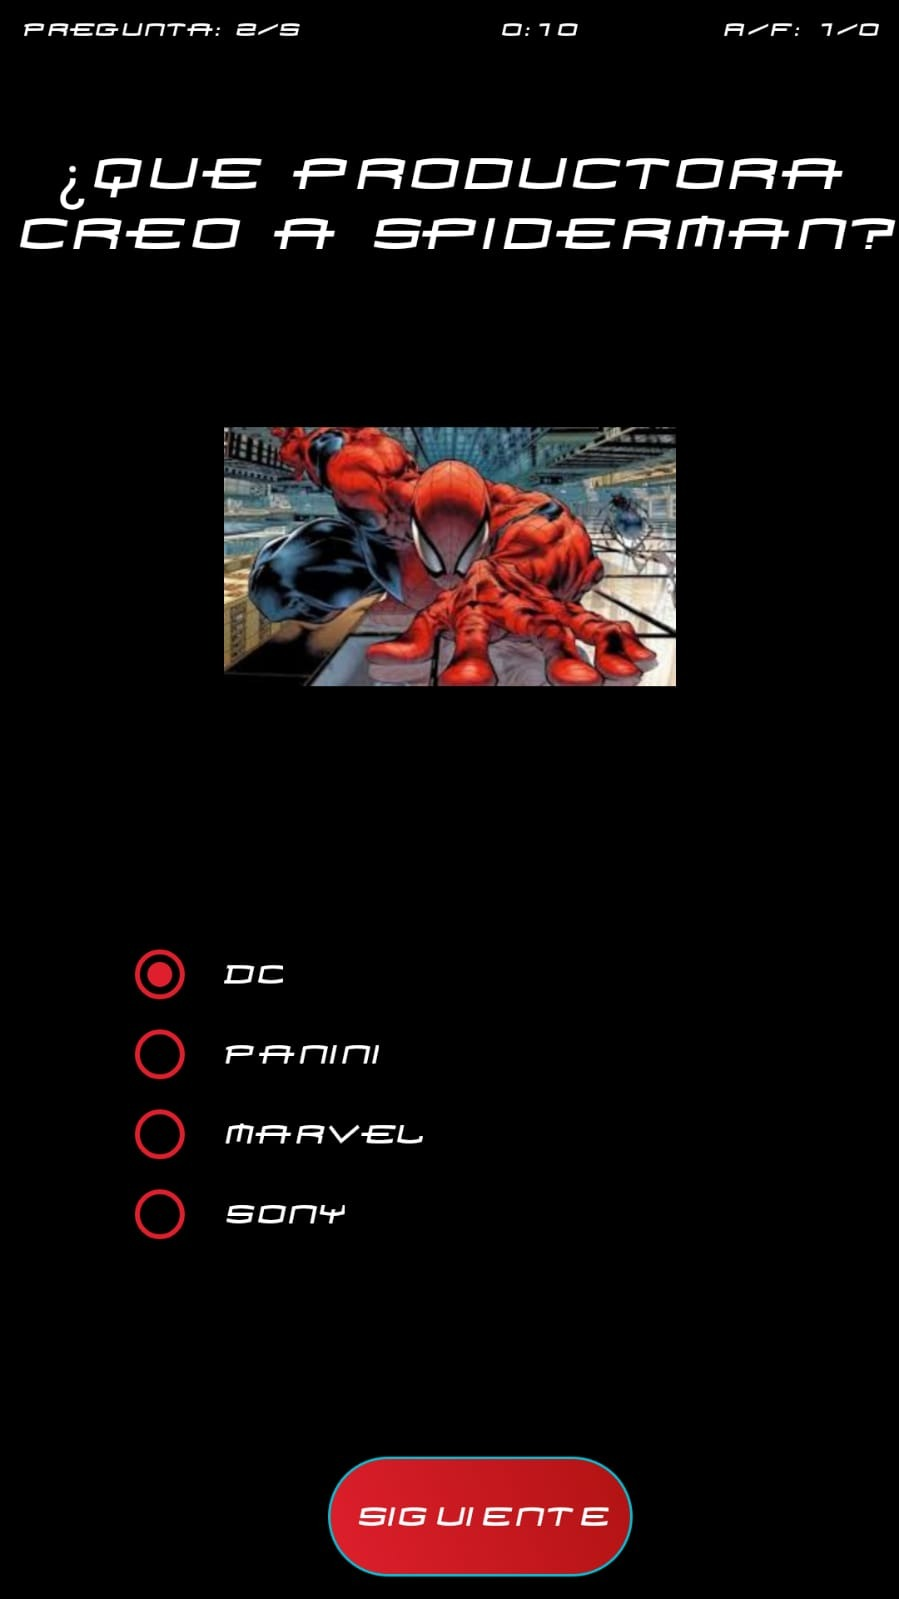 PREGUNTA: 2/5 0:10 A/F: 1/0
¿QUE PRODUCTORA
CREO A SPIDERMAN?
DC
PANINI
MARVEL
SONY
SIGUIENTE